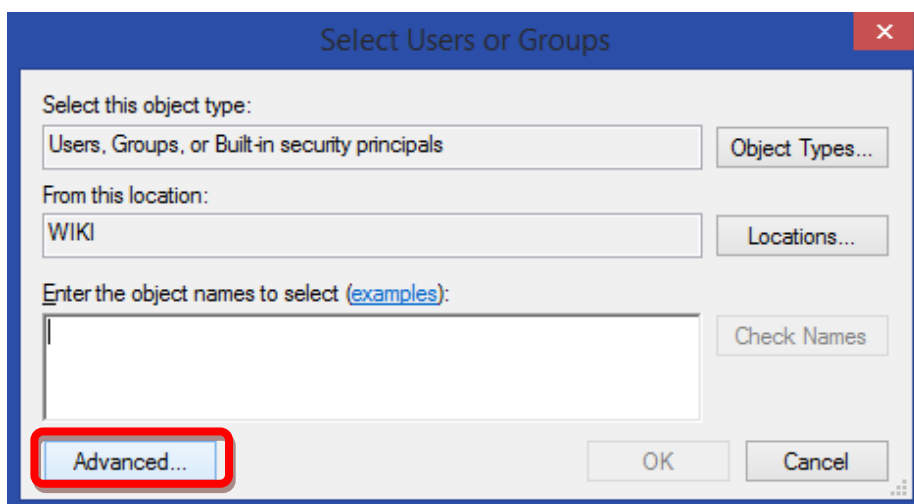 Select Users or Groups
Select this object type:
Users, Groups, or Built-in security principals
Object Types...
From this location:
WIKI
Locations...
Enter the object names to select (examples):
Check Names
Advanced...
OK
Cancel